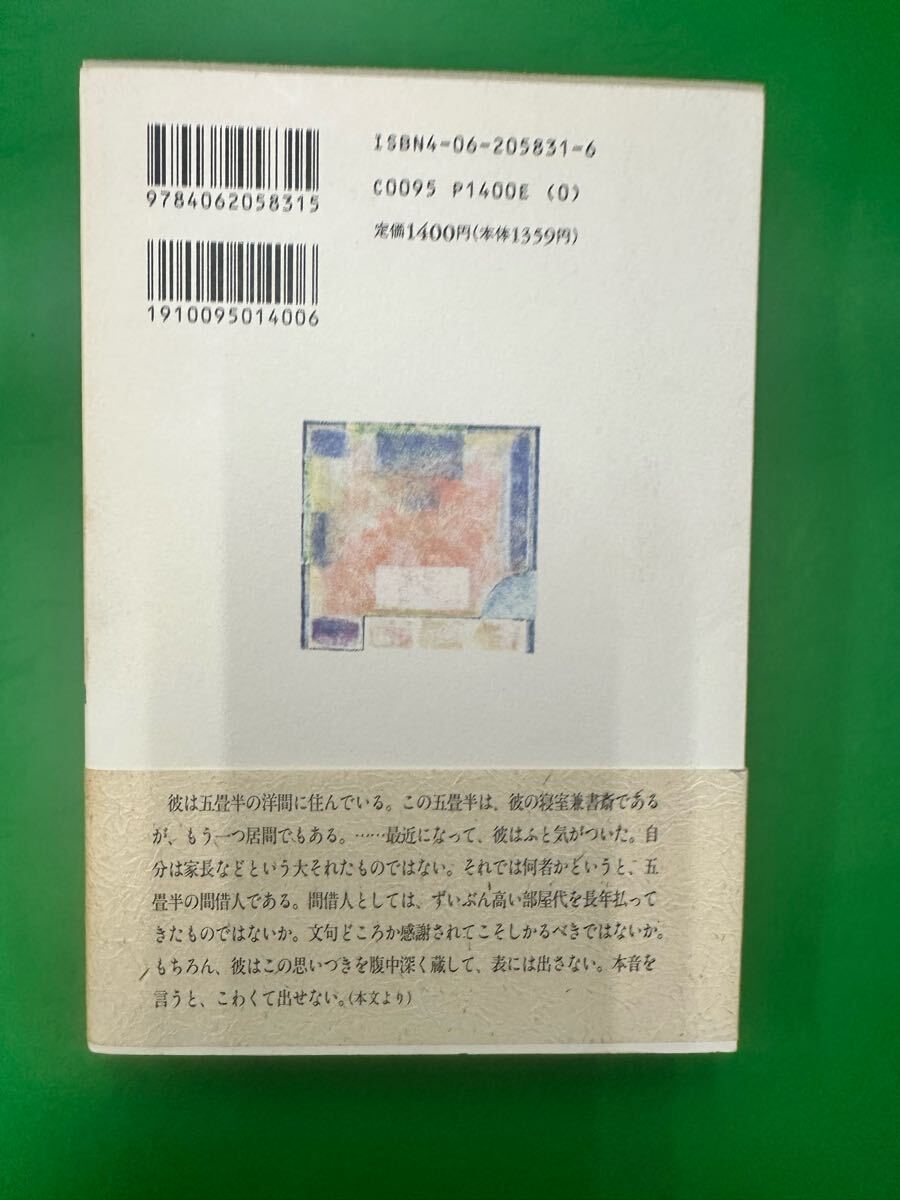 ISBN4-06-205831-6
9784062058315
C0095 P1400E (0)
定価1400円(本体1359円)
1910095014006
彼は五畳半の洋間に住んでいる。この五畳半は、彼の寝室兼書斎である
が、もう一つ居間でもある。……最近になって、彼はふと気がついた。自
分は家長などという大それたものではない。それでは何者かというと、五
畳半の間借人である。間借人としては、ずいぶん高い部屋代を長年払って
きたものではないか。文句どころか感謝されてこそしかるべきではないか。
もちろん、彼はこの思いつきを腹中深く蔵して、表には出さない。本音を
言うと、こわくて出せない。(本文より)